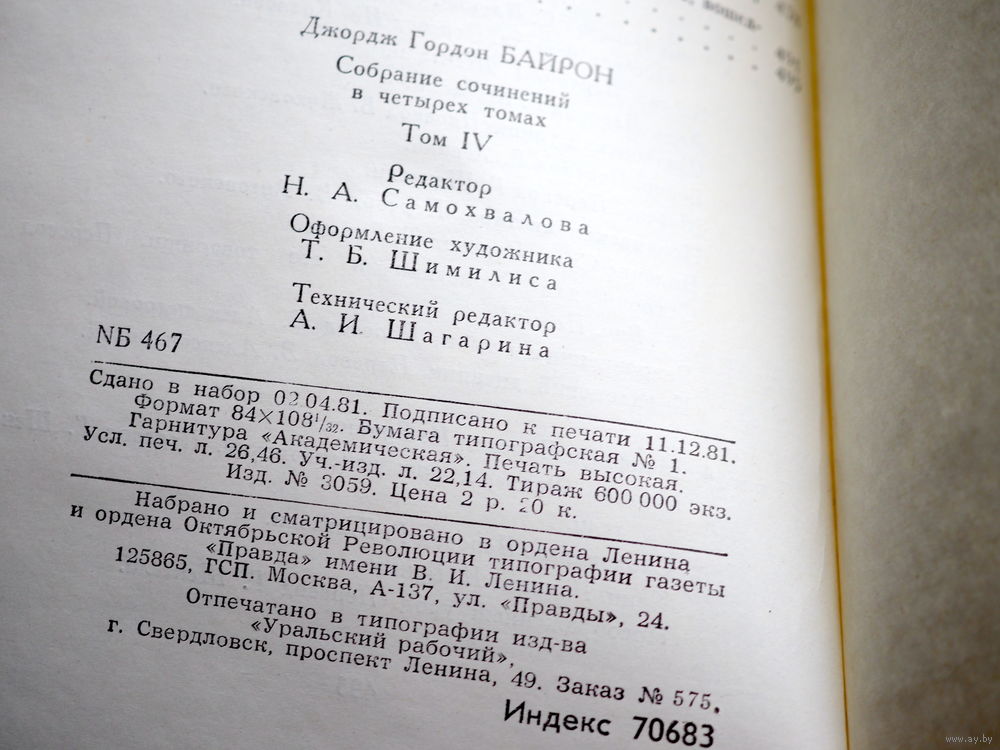 Джордж Гордон БАЙРОН
Собрание сочинений
в четырех томах
Том IV
Редактор
Н. А. Самохвалова
Оформление художника
Т. Б. Шимилиса
Технический редактор
А. И. Шагарина
NБ 467
Сдано в набор 02.04.81. Подписано к печати 11.12.81.
Формат 84×108¹/₃₂. Бумага типографская № 1.
Гарнитура «Академическая». Печать высокая.
Усл. печ. л. 26,46. Уч.-изд. л. 22,14. Тираж 600 000 экз.
Изд. № 3059. Цена 2 р. 20 к.
Набрано и сматрицировано в ордена Ленина
и ордена Октябрьской Революции типографии газеты
«Правда» имени В. И. Ленина.
125865, ГСП. Москва, А-137, ул. «Правды», 24.
Отпечатано в типографии изд-ва
«Уральский рабочий»,
г. Свердловск, проспект Ленина, 49. Заказ № 575.
Индекс 70683
www.ay.by